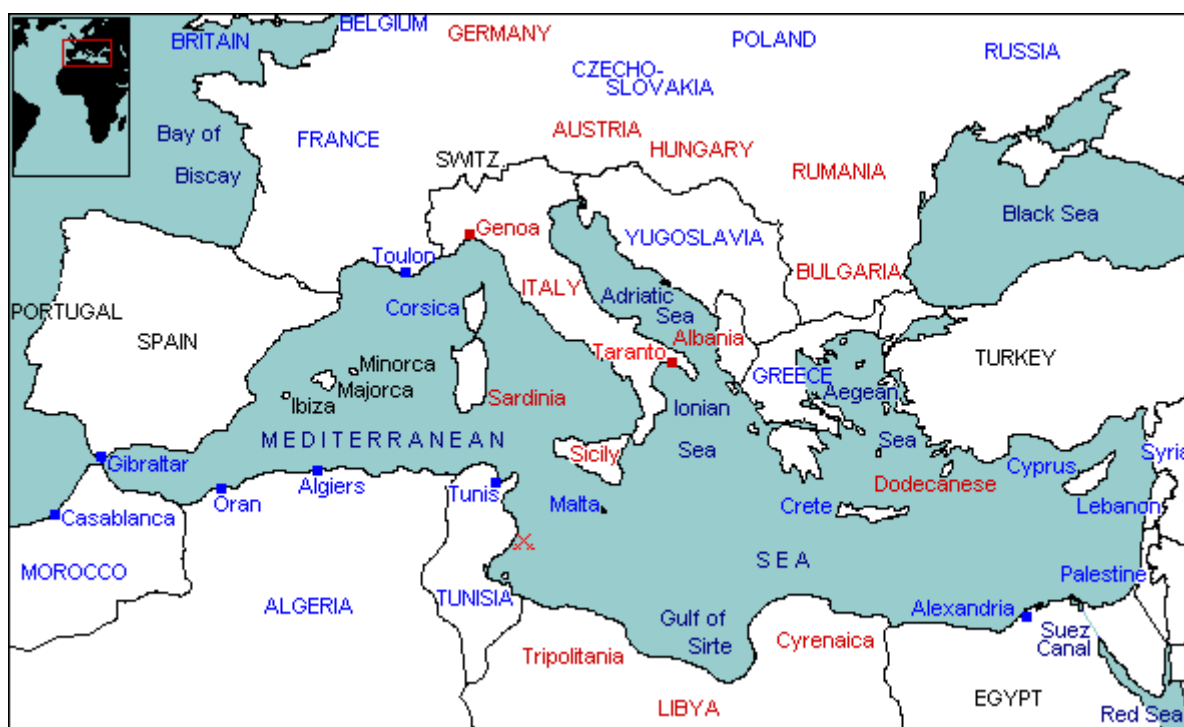 BELGIUM
GERMANY
BRITAIN
POLAND
RUSSIA
CZECHO-
SLOVAKIA
Bay of
Biscay
FRANCE
AUSTRIA
HUNGARY
SWITZ.
RUMANIA
Black Sea
Genoa
YUGOSLAVIA
Toulon
ITALY
BULGARIA
Corsica
Adriatic
Sea
PORTUGAL
SPAIN
Albania
Taranto
Minorca
Majorca
Ibiza
TURKEY
GREECE
Aegean
Sea
Sardinia
Ionian
Sea
MEDITERRANEAN
Gibraltar
Sicily
Cyprus
Syria
Algiers
Tunis
Dodecanese
Oran
Malta
Crete
Lebanon
Casablanca
SEA
MOROCCO
Palestine
ALGERIA
TUNISIA
Alexandria
Gulf of
Sirte
Suez
Canal
Cyrenaica
Tripolitania
EGYPT
LIBYA
Red Sea